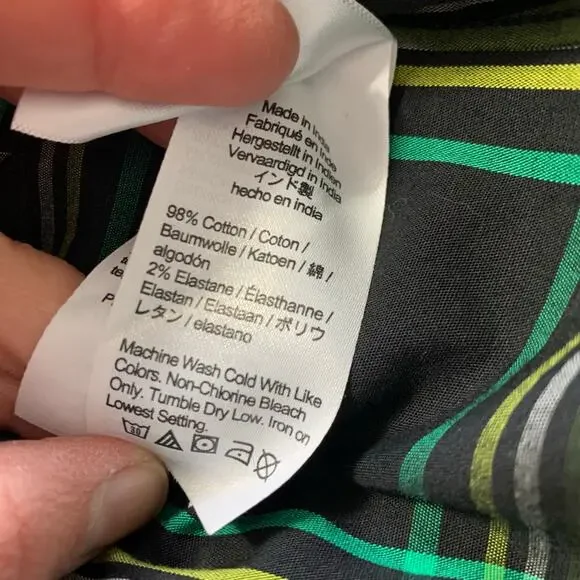 Made in India
Fabriqué en india
Hergestellt in Indien
Vervaardigd in India
インド製
hecho en india
98% Cotton / Coton /
Baumwolle / Katoen / 綿 /
algodón
2% Elastane / Élasthanne /
Elastan / Elastaan / ポリウ
レタン / elastano
Machine Wash Cold With Like
Colors. Non-Chlorine Bleach
Only. Tumble Dry Low. Iron on
Lowest Setting.
30